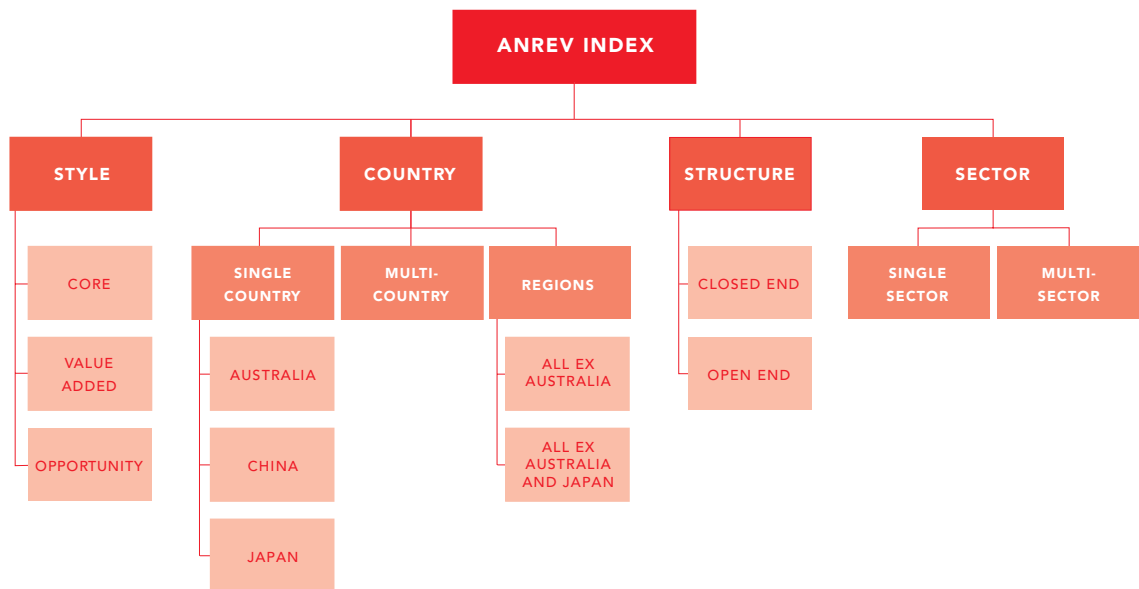 ANREV INDEX
STYLE
COUNTRY
STRUCTURE
SECTOR
CORE
VALUE
ADDED
OPPORTUNITY
SINGLE
COUNTRY
MULTI-
COUNTRY
REGIONS
AUSTRALIA
CHINA
JAPAN
ALL EX
AUSTRALIA
ALL EX
AUSTRALIA
AND JAPAN
CLOSED END
OPEN END
SINGLE
SECTOR
MULTI-
SECTOR